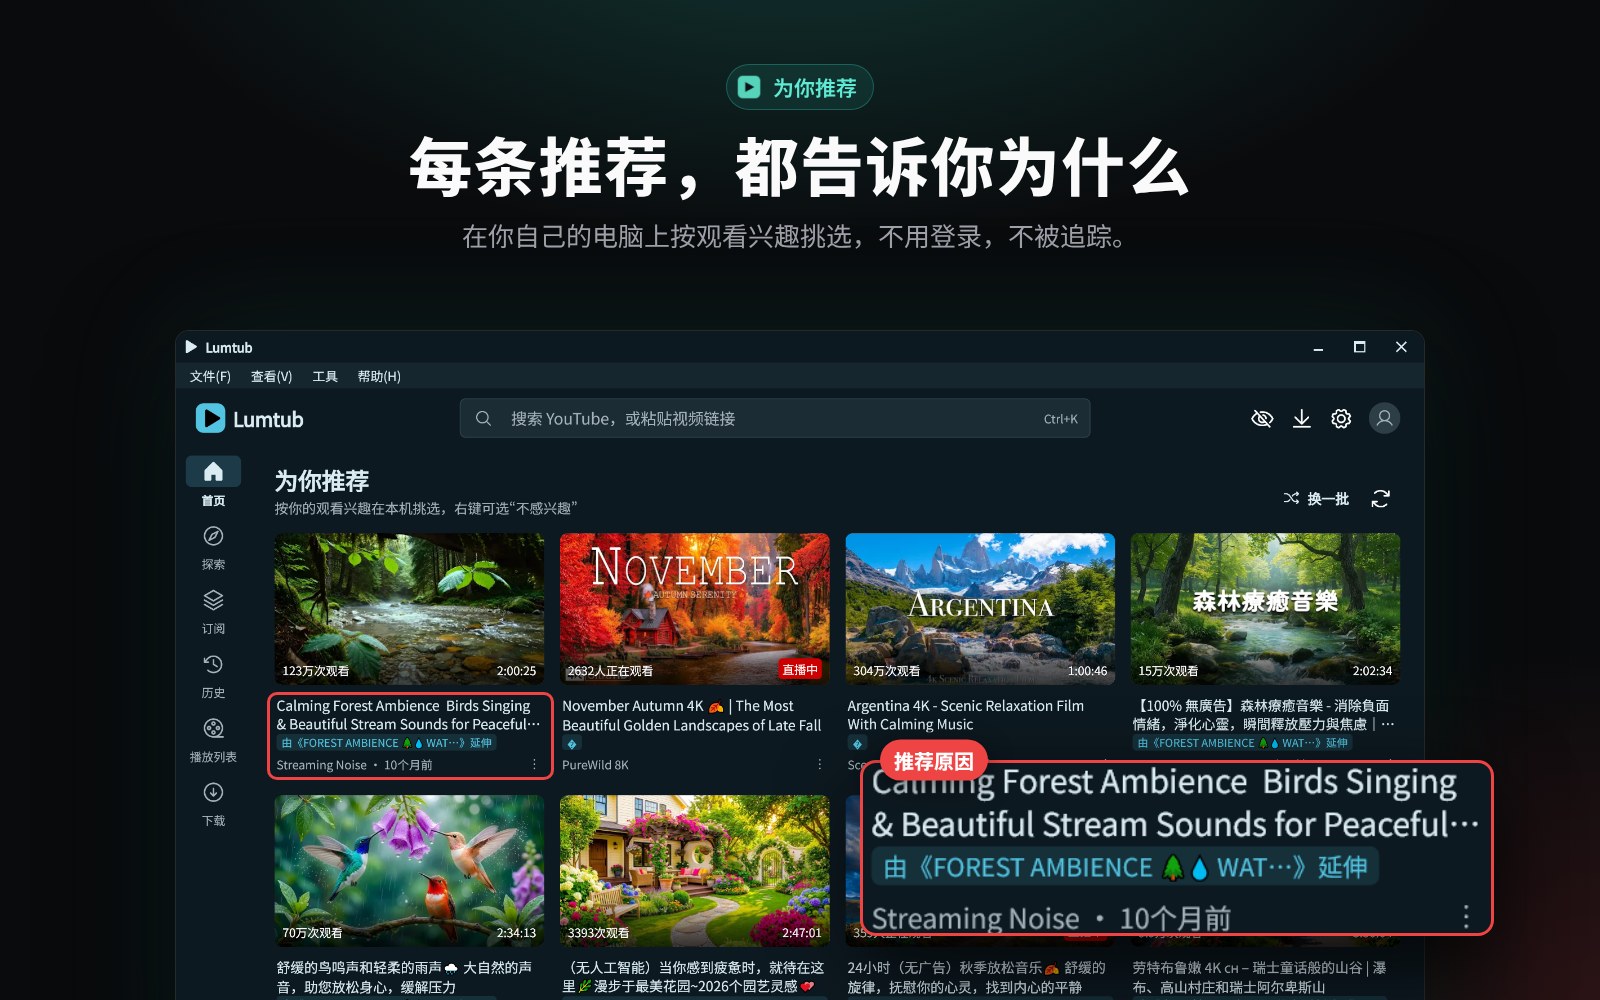 为你推荐
每条推荐，都告诉你为什么
在你自己的电脑上按观看兴趣挑选，不用登录，不被追踪。
Lumtub
文件(F) 查看(V) 工具 帮助(H)
Lumtub
搜索 YouTube，或粘贴视频链接 Ctrl+K
首页
探索
订阅
历史
播放列表
下载
为你推荐
按你的观看兴趣在本机挑选，右键可选“不感兴趣”
换一批
123万次观看 2:00:25
Calming Forest Ambience Birds Singing
& Beautiful Stream Sounds for Peaceful…
由《FOREST AMBIENCE 🌲💧 WAT…》延伸
Streaming Noise • 10个月前
NOVEMBER
AUTUMN SERENITY
2632人正在观看 直播中
November Autumn 4K 🍂 | The Most
Beautiful Golden Landscapes of Late Fall
�
PureWild 8K
ARGENTINA
304万次观看 1:00:46
Argentina 4K - Scenic Relaxation Film
With Calming Music
�
Sce
森林療癒音樂
15万次观看 2:02:34
【100% 無廣告】森林療癒音樂 - 消除負面
情緒，淨化心靈，瞬間釋放壓力與焦慮｜…
由《FOREST AMBIENCE 🌲💧 WAT…》延伸
推荐原因
Calming Forest Ambience Birds Singing
& Beautiful Stream Sounds for Peaceful…
由《FOREST AMBIENCE 🌲💧 WAT…》延伸
Streaming Noise • 10个月前
70万次观看 2:34:13
舒缓的鸟鸣声和轻柔的雨声🌧 大自然的声
音，助您放松身心，缓解压力
3393次观看 2:47:01
（无人工智能）当你感到疲惫时，就待在这
里🌿漫步于最美花园~2026个园艺灵感❤️
24小时（无广告）秋季放松音乐🍂 舒缓的
旋律，抚慰你的心灵，找到内心的平静
劳特布鲁嫩 4K ᴄʜ – 瑞士童话般的山谷 | 瀑
布、高山村庄和瑞士阿尔卑斯山